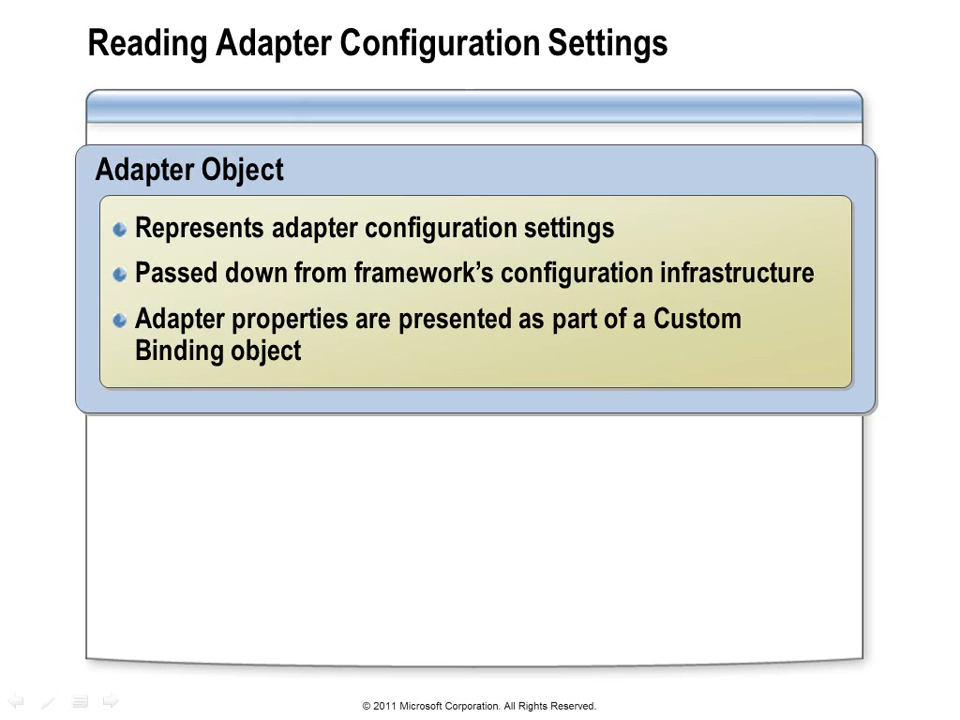 Reading Adapter Configuration Settings
Adapter Object
Represents adapter configuration settings
Passed down from framework’s configuration infrastructure
Adapter properties are presented as part of a Custom
Binding object
© 2011 Microsoft Corporation. All Rights Reserved.